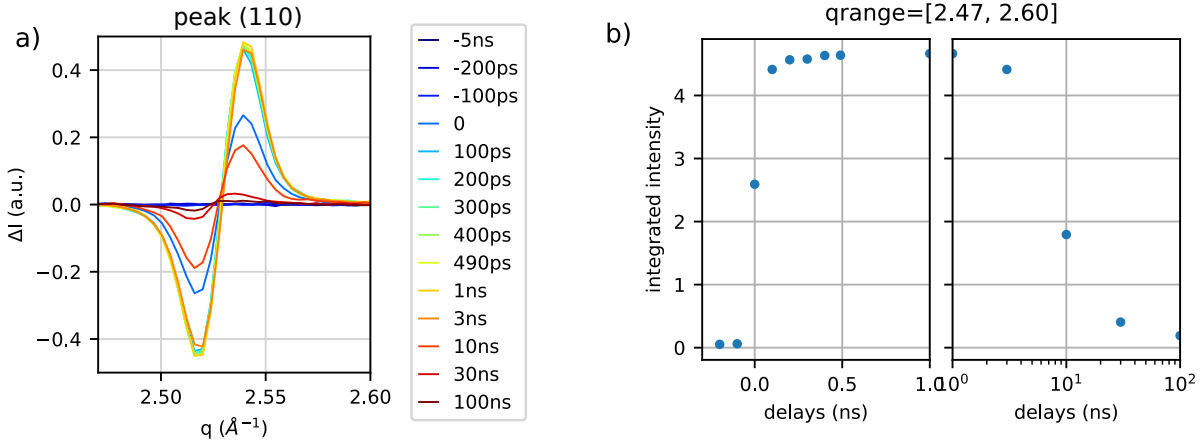 a)
peak (110)
ΔI (a.u.)
0.4
0.2
0.0
−0.2
−0.4
2.50
2.55
2.60
q (Å⁻¹)
-5ns
-200ps
-100ps
0
100ps
200ps
300ps
400ps
490ps
1ns
3ns
10ns
30ns
100ns
b)
qrange=[2.47, 2.60]
integrated intensity
4
3
2
1
0
0.0
0.5
1.0
10⁰
10¹
10²
delays (ns)
delays (ns)